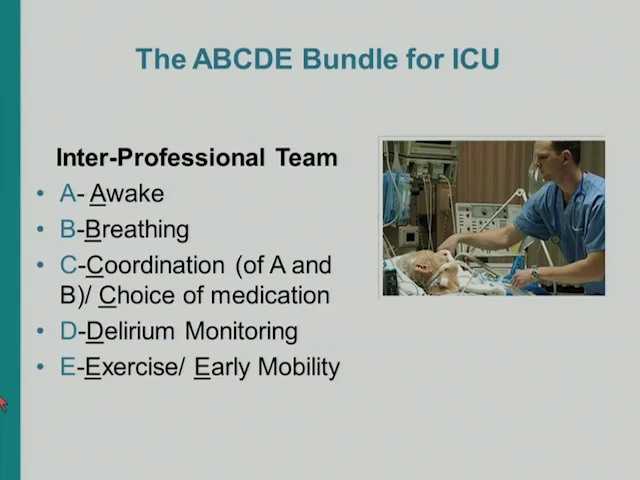 The ABCDE Bundle for ICU
Inter-Professional Team
• A- Awake
• B-Breathing
• C-Coordination (of A and
B)/ Choice of medication
• D-Delirium Monitoring
• E-Exercise/ Early Mobility